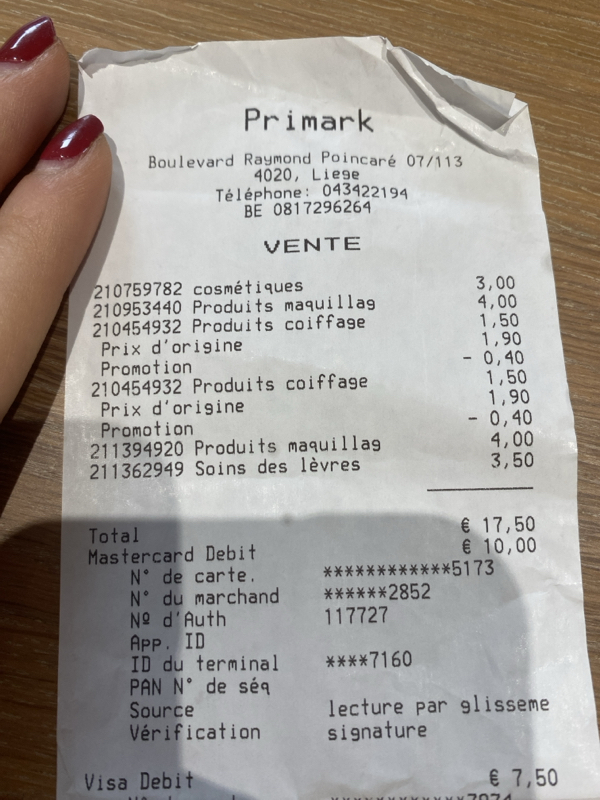 Primark
Boulevard Raymond Poincaré 07/113
4020, Liege
Téléphone: 043422194
BE 0817296264
VENTE
210759782 cosmétiques 3,00
210953440 Produits maquillag 4,00
210454932 Produits coiffage 1,50
Prix d'origine 1,90
Promotion - 0,40
210454932 Produits coiffage 1,50
Prix d'origine 1,90
Promotion - 0,40
211394920 Produits maquillag 4,00
211362949 Soins des lèvres 3,50
Total € 17,50
Mastercard Debit € 10,00
N° de carte. ************5173
N° du marchand ******2852
Nº d'Auth 117727
App. ID
ID du terminal ****7160
PAN N° de séq
Source lecture par glisseme
Vérification signature
Visa Debit € 7,50